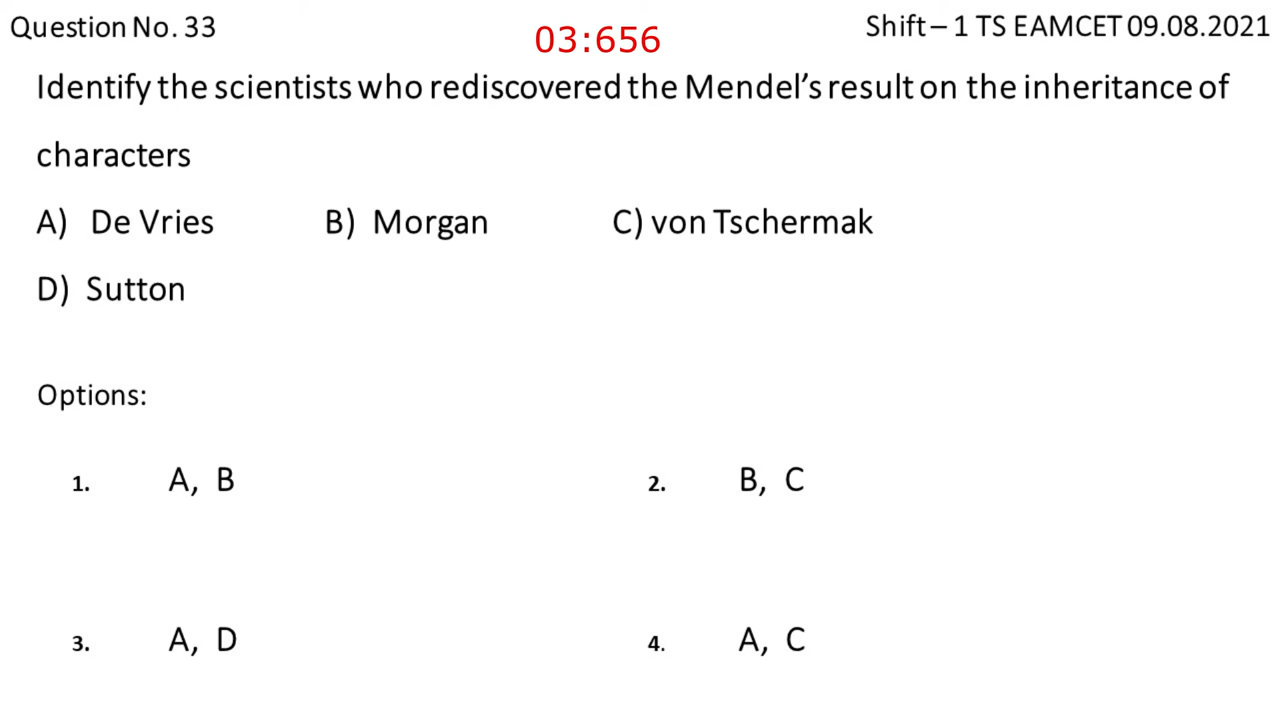 Question No. 33
03:656
Shift – 1 TS EAMCET 09.08.2021
Identify the scientists who rediscovered the Mendel’s result on the inheritance of
characters
A) De Vries B) Morgan C) von Tschermak
D) Sutton
Options:
1. A, B 2. B, C
3. A, D 4. A, C